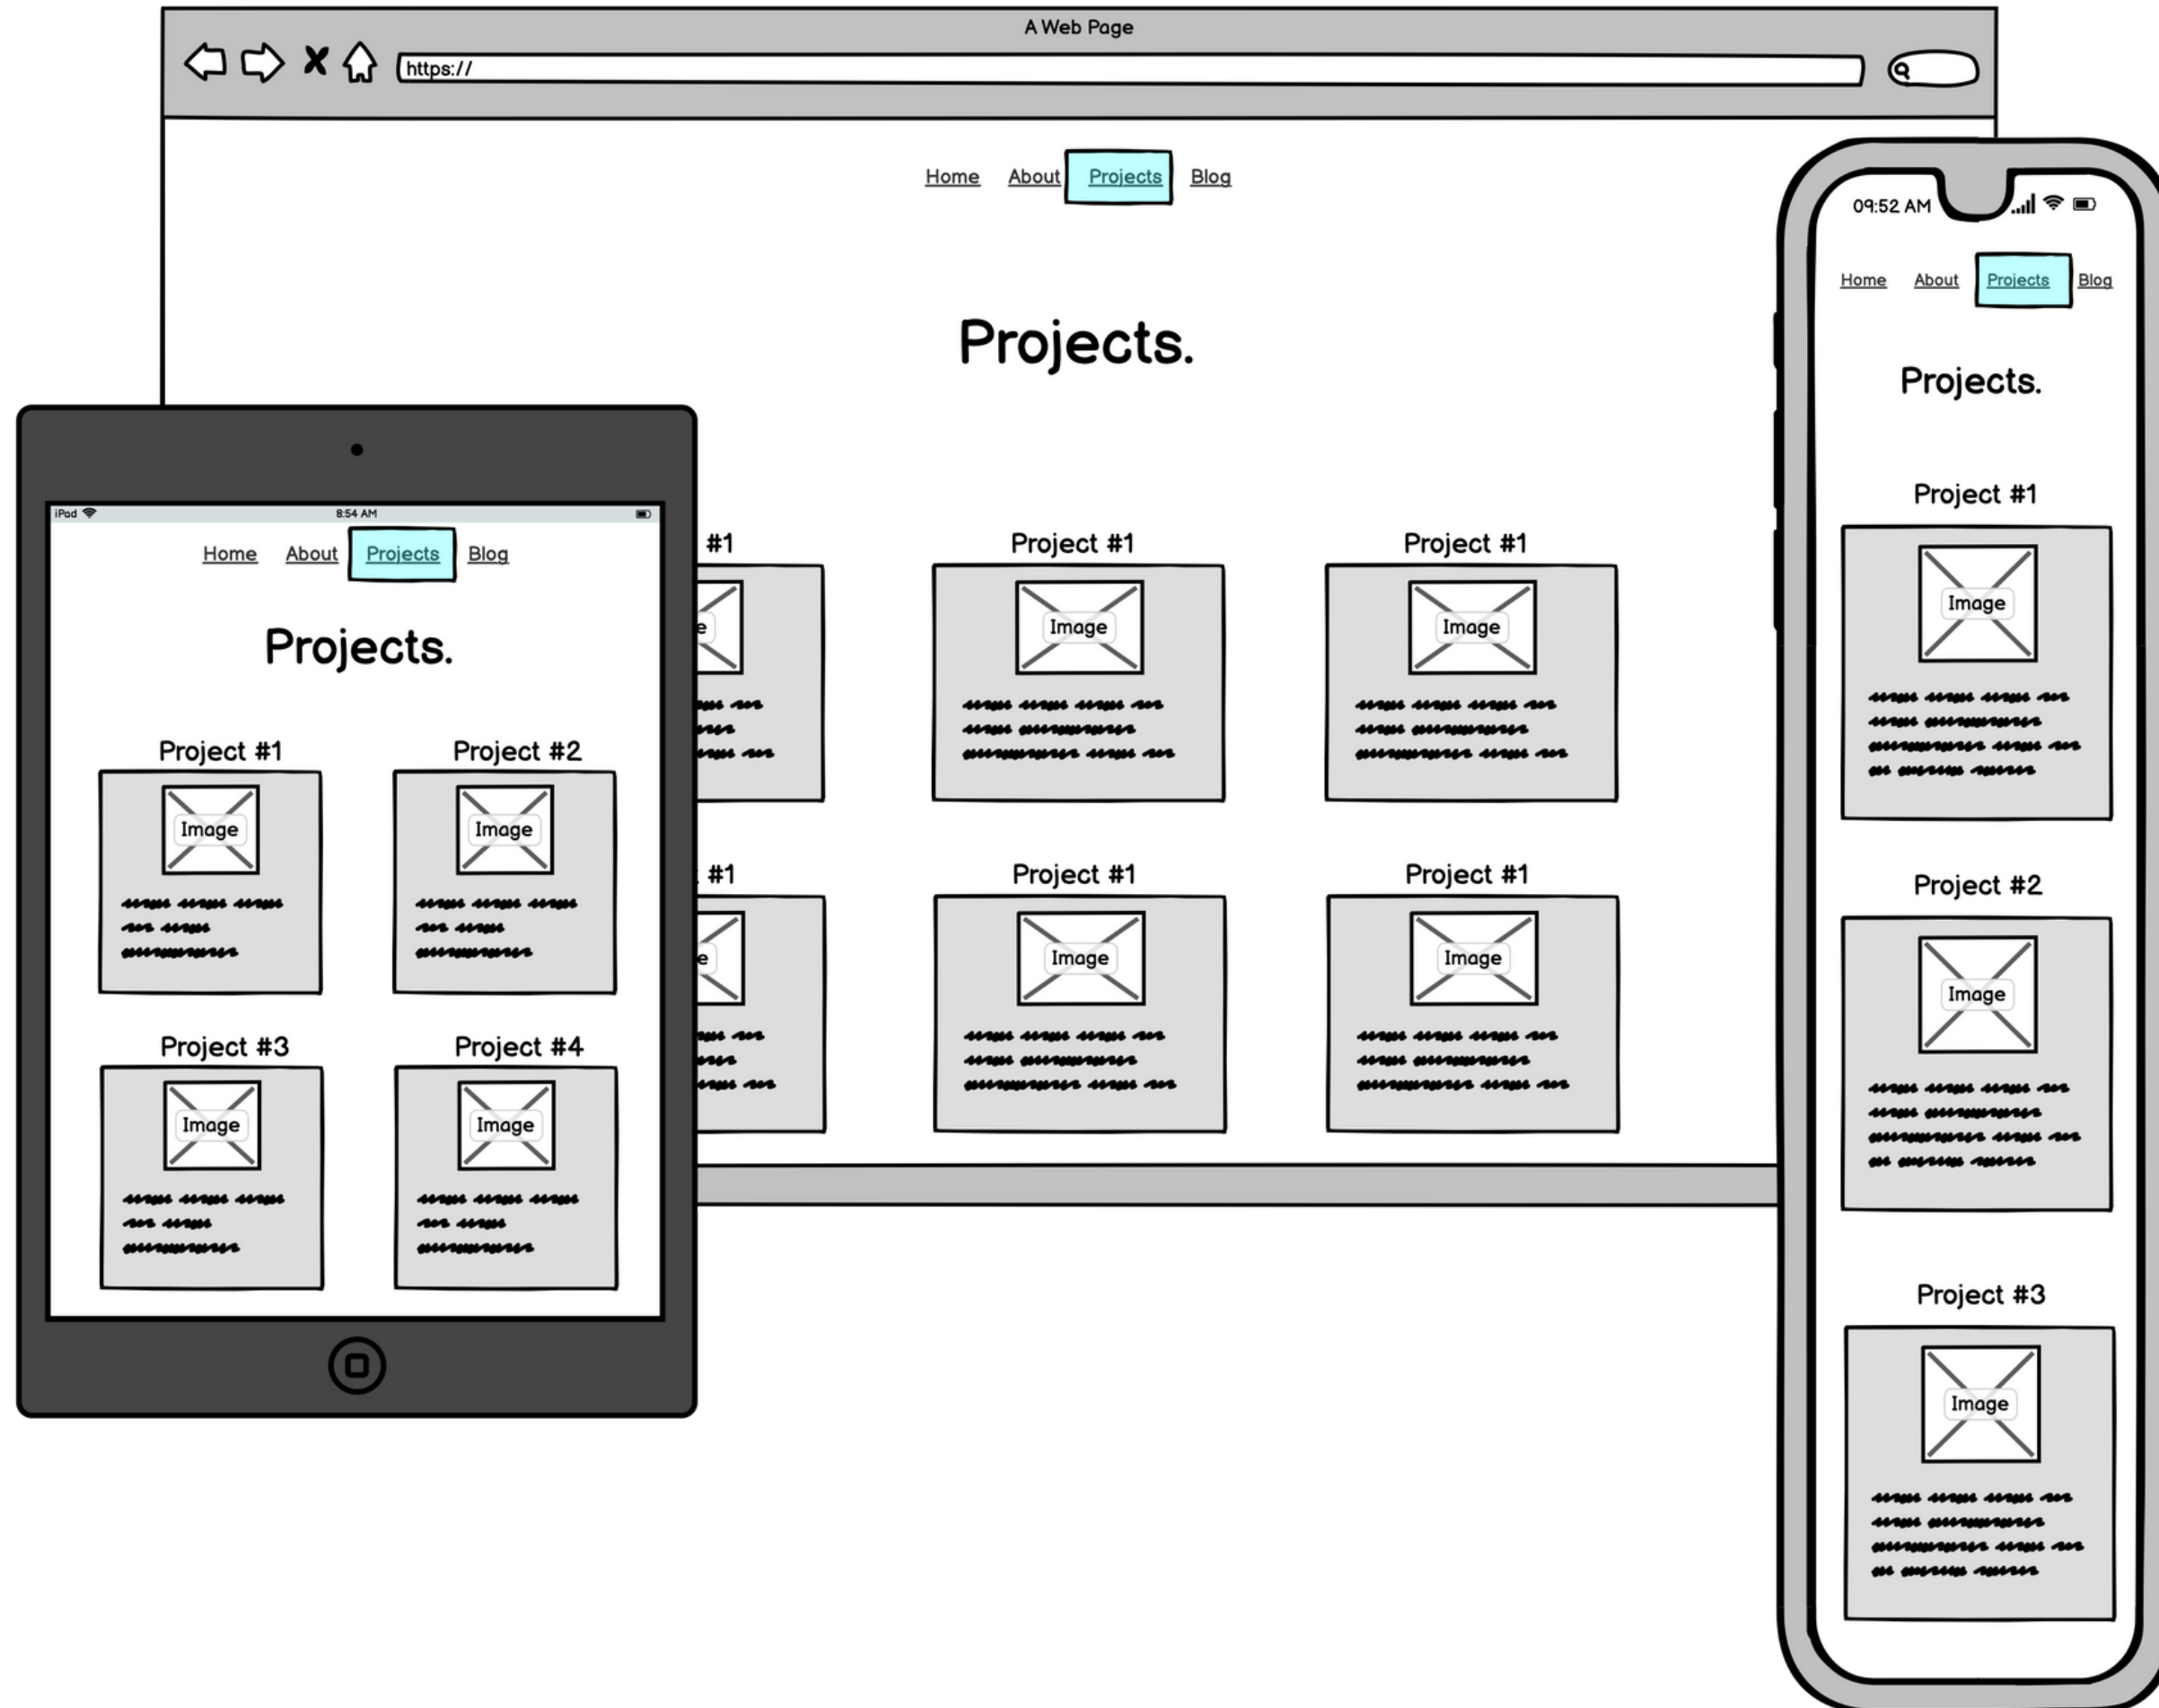 A Web Page
https://
Home About Projects Blog
Projects.
#1 Project #1 Project #1
e Image Image
#1 Project #1 Project #1
e Image Image
iPad 8:54 AM
Home About Projects Blog
Projects.
Project #1 Project #2
Image Image
Project #3 Project #4
Image Image
09:52 AM
Home About Projects Blog
Projects.
Project #1
Image
Project #2
Image
Project #3
Image